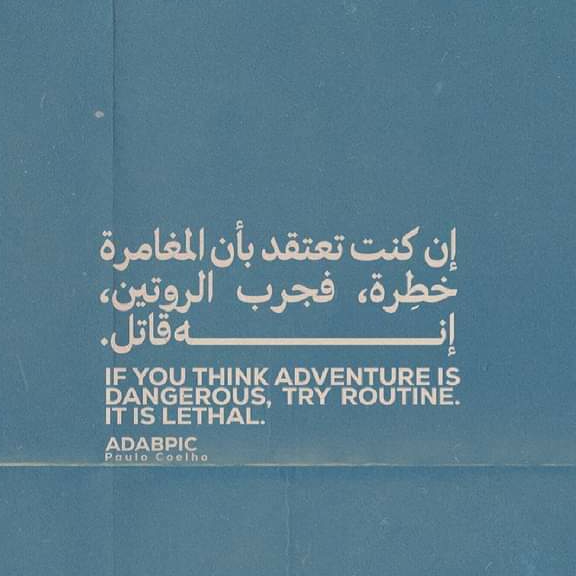 إن كنت تعتقد بأن المغامرة
خطِرة، فجرب الروتين،
إنـــــــــــــه قاتل.
IF YOU THINK ADVENTURE IS
DANGEROUS, TRY ROUTINE.
IT IS LETHAL.
ADABPIC
Paulo Coelho